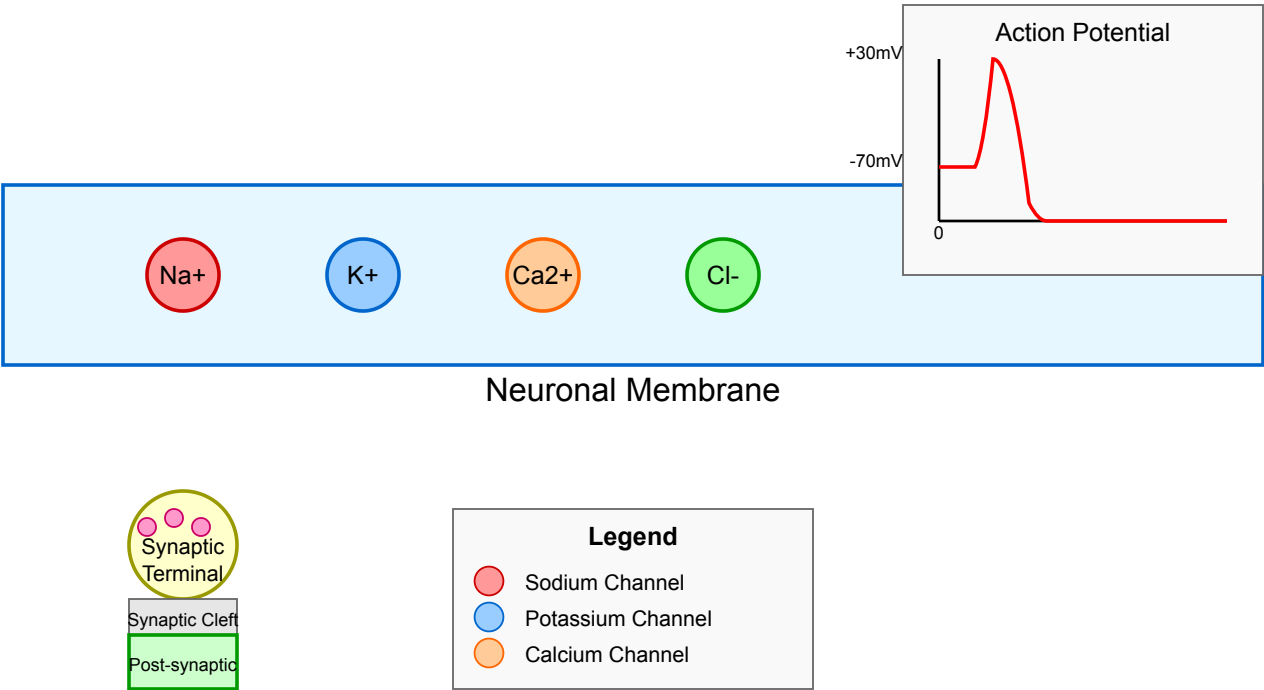 Action Potential
+30mV
-70mV
0
Na+
K+
Ca2+
Cl-
Neuronal Membrane
Synaptic
Terminal
Synaptic Cleft
Post-synaptic
Legend
Sodium Channel
Potassium Channel
Calcium Channel